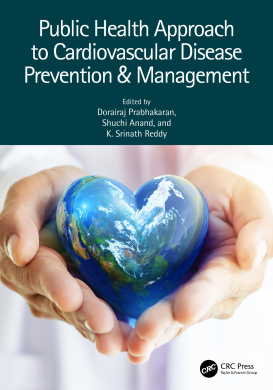 Public Health Approach
to Cardiovascular Disease
Prevention & Management
Edited by
Dorairaj Prabhakaran,
Shuchi Anand, and
K. Srinath Reddy
CRC
CRC Press
Taylor & Francis Group